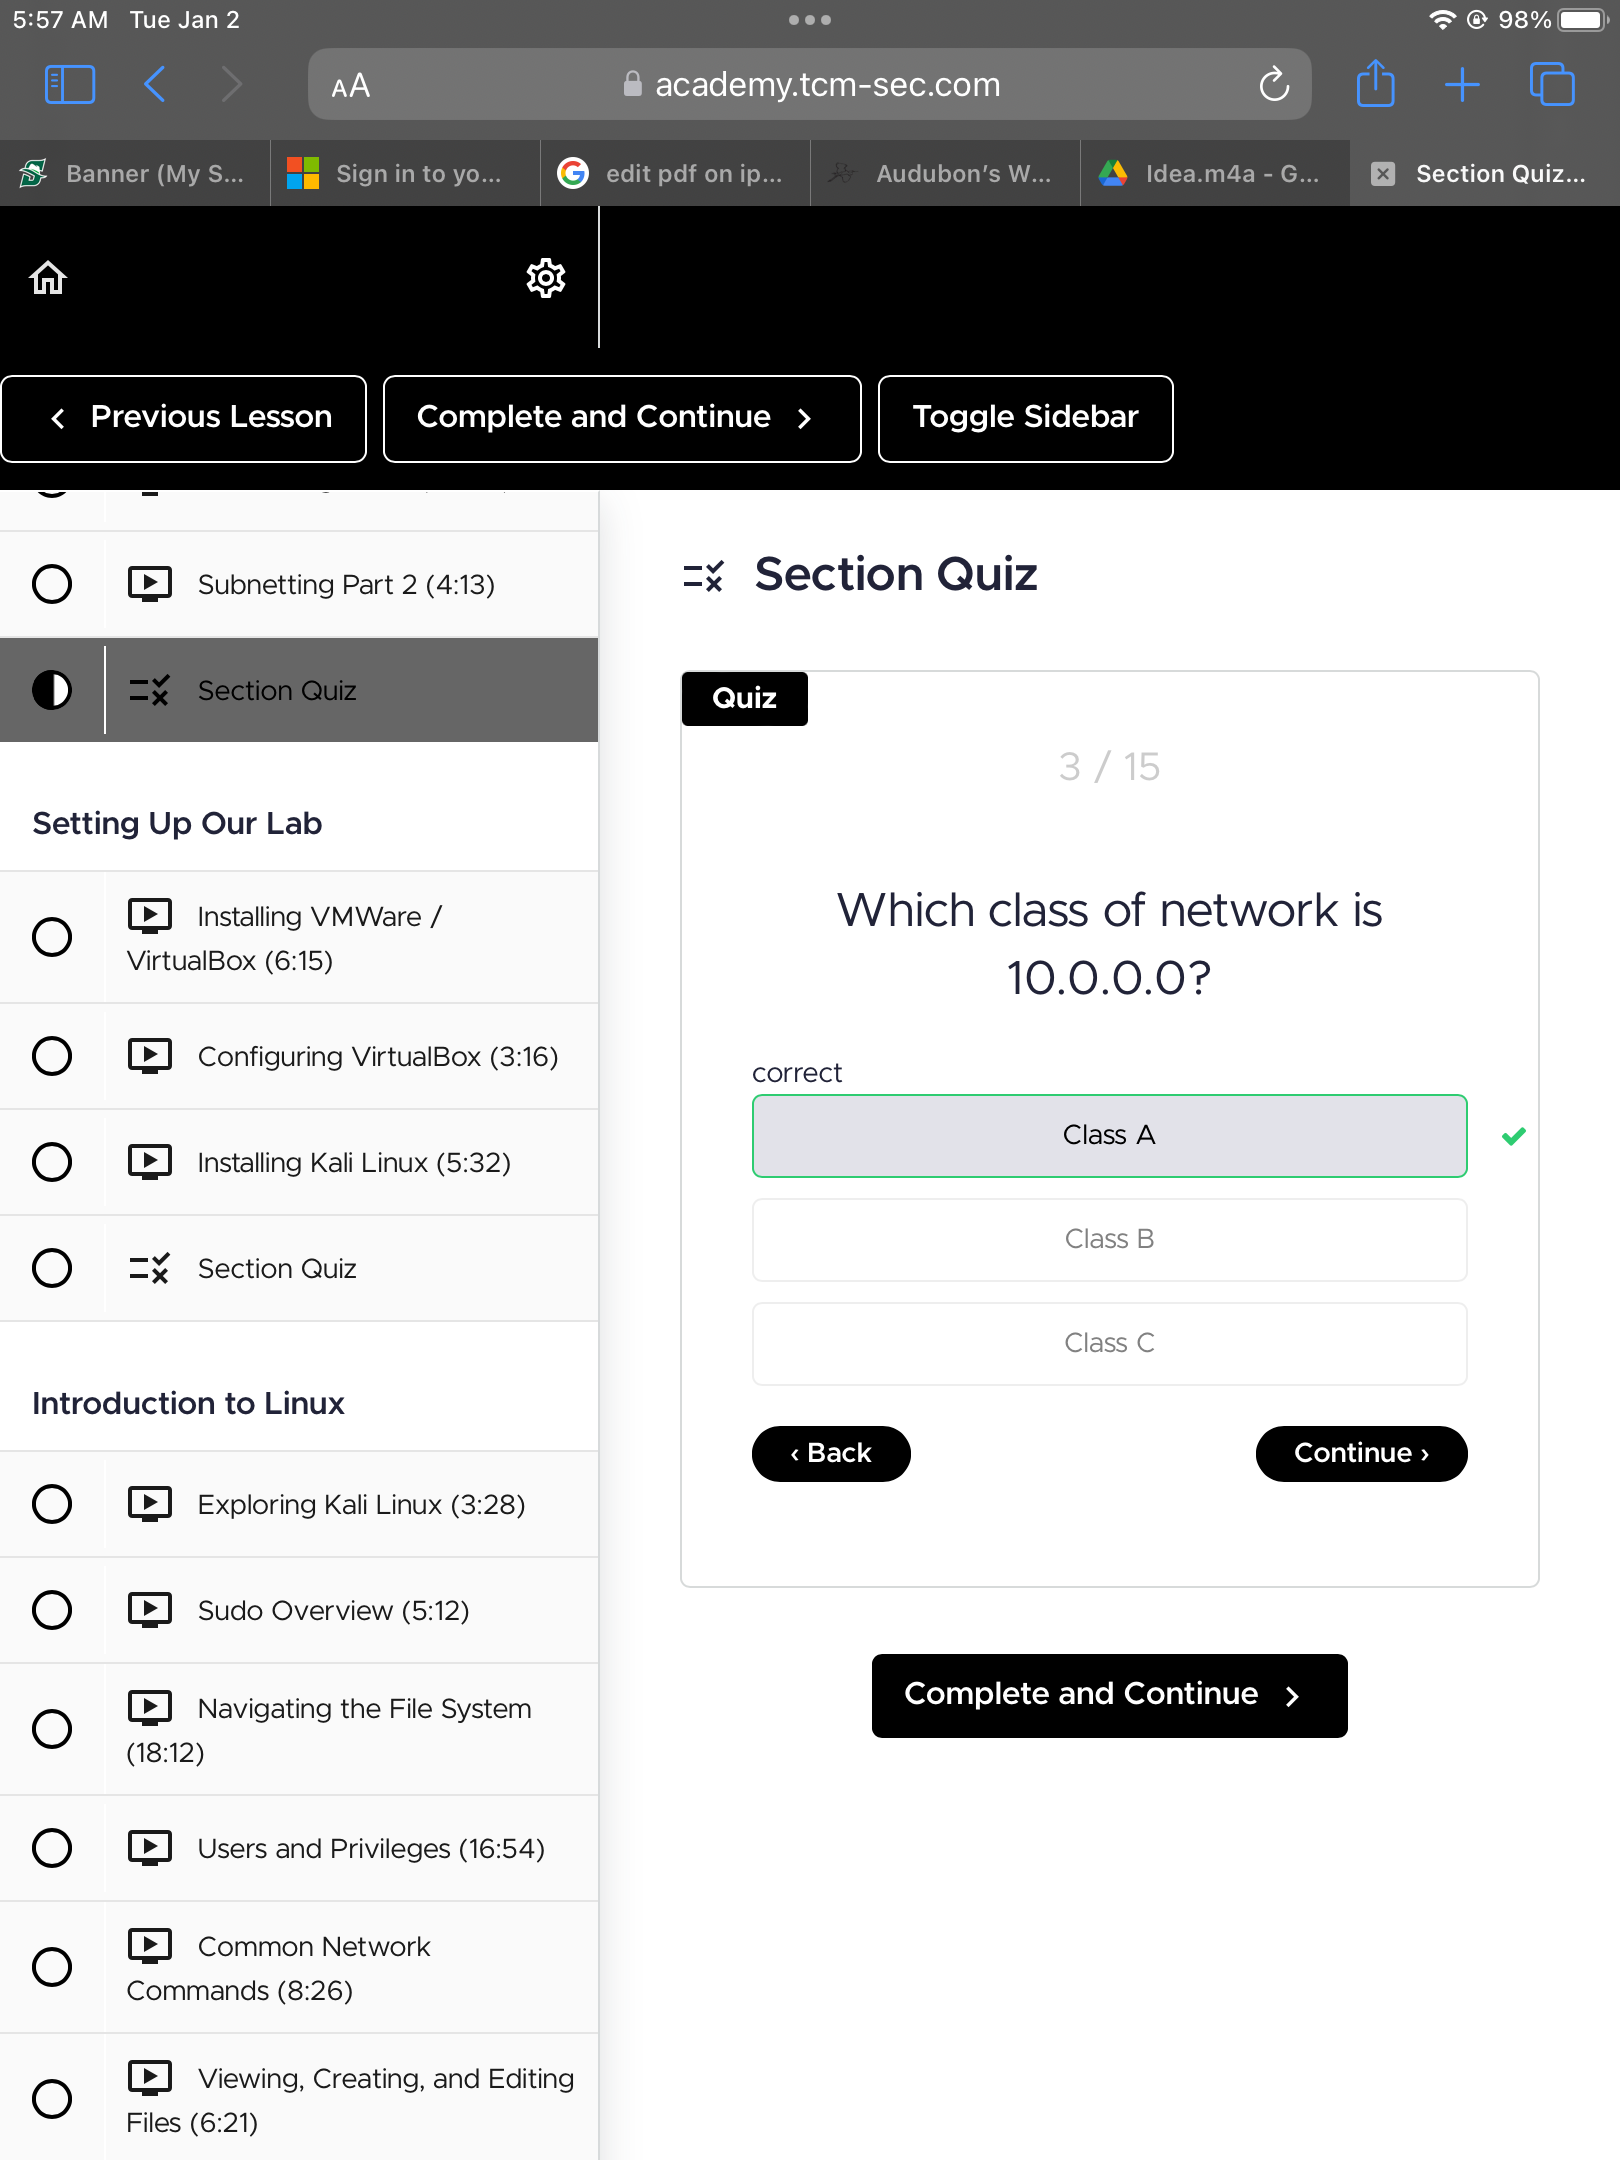 5:57 AM Tue Jan 2
98%
AA
academy.tcm-sec.com
Banner (My S...
Sign in to yo...
edit pdf on ip...
Audubon's W...
Idea.m4a - G...
Section Quiz...
Previous Lesson
Complete and Continue
Toggle Sidebar
Subnetting Part 2 (4:13)
Section Quiz
Setting Up Our Lab
Installing VMWare /
VirtualBox (6:15)
Configuring VirtualBox (3:16)
Installing Kali Linux (5:32)
Section Quiz
Introduction to Linux
Exploring Kali Linux (3:28)
Sudo Overview (5:12)
Navigating the File System
(18:12)
Users and Privileges (16:54)
Common Network
Commands (8:26)
Viewing, Creating, and Editing
Files (6:21)
Section Quiz
Quiz
3 / 15
Which class of network is
10.0.0.0?
correct
Class A
Class B
Class C
‹ Back
Continue ›
Complete and Continue